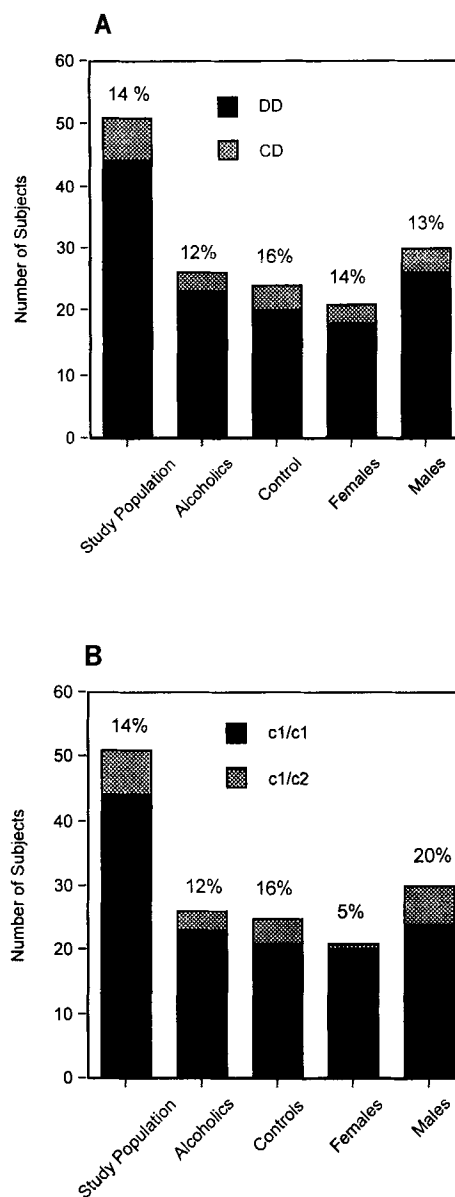 A
60
50
40
30
20
10
0
Number of Subjects
14 %
12%
16%
14%
13%
DD
CD
Study Population
Alcoholics
Control
Females
Males
B
60
50
40
30
20
10
0
Number of Subjects
14%
12%
16%
5%
20%
c1/c1
c1/c2
Study Population
Alcoholics
Controls
Females
Males